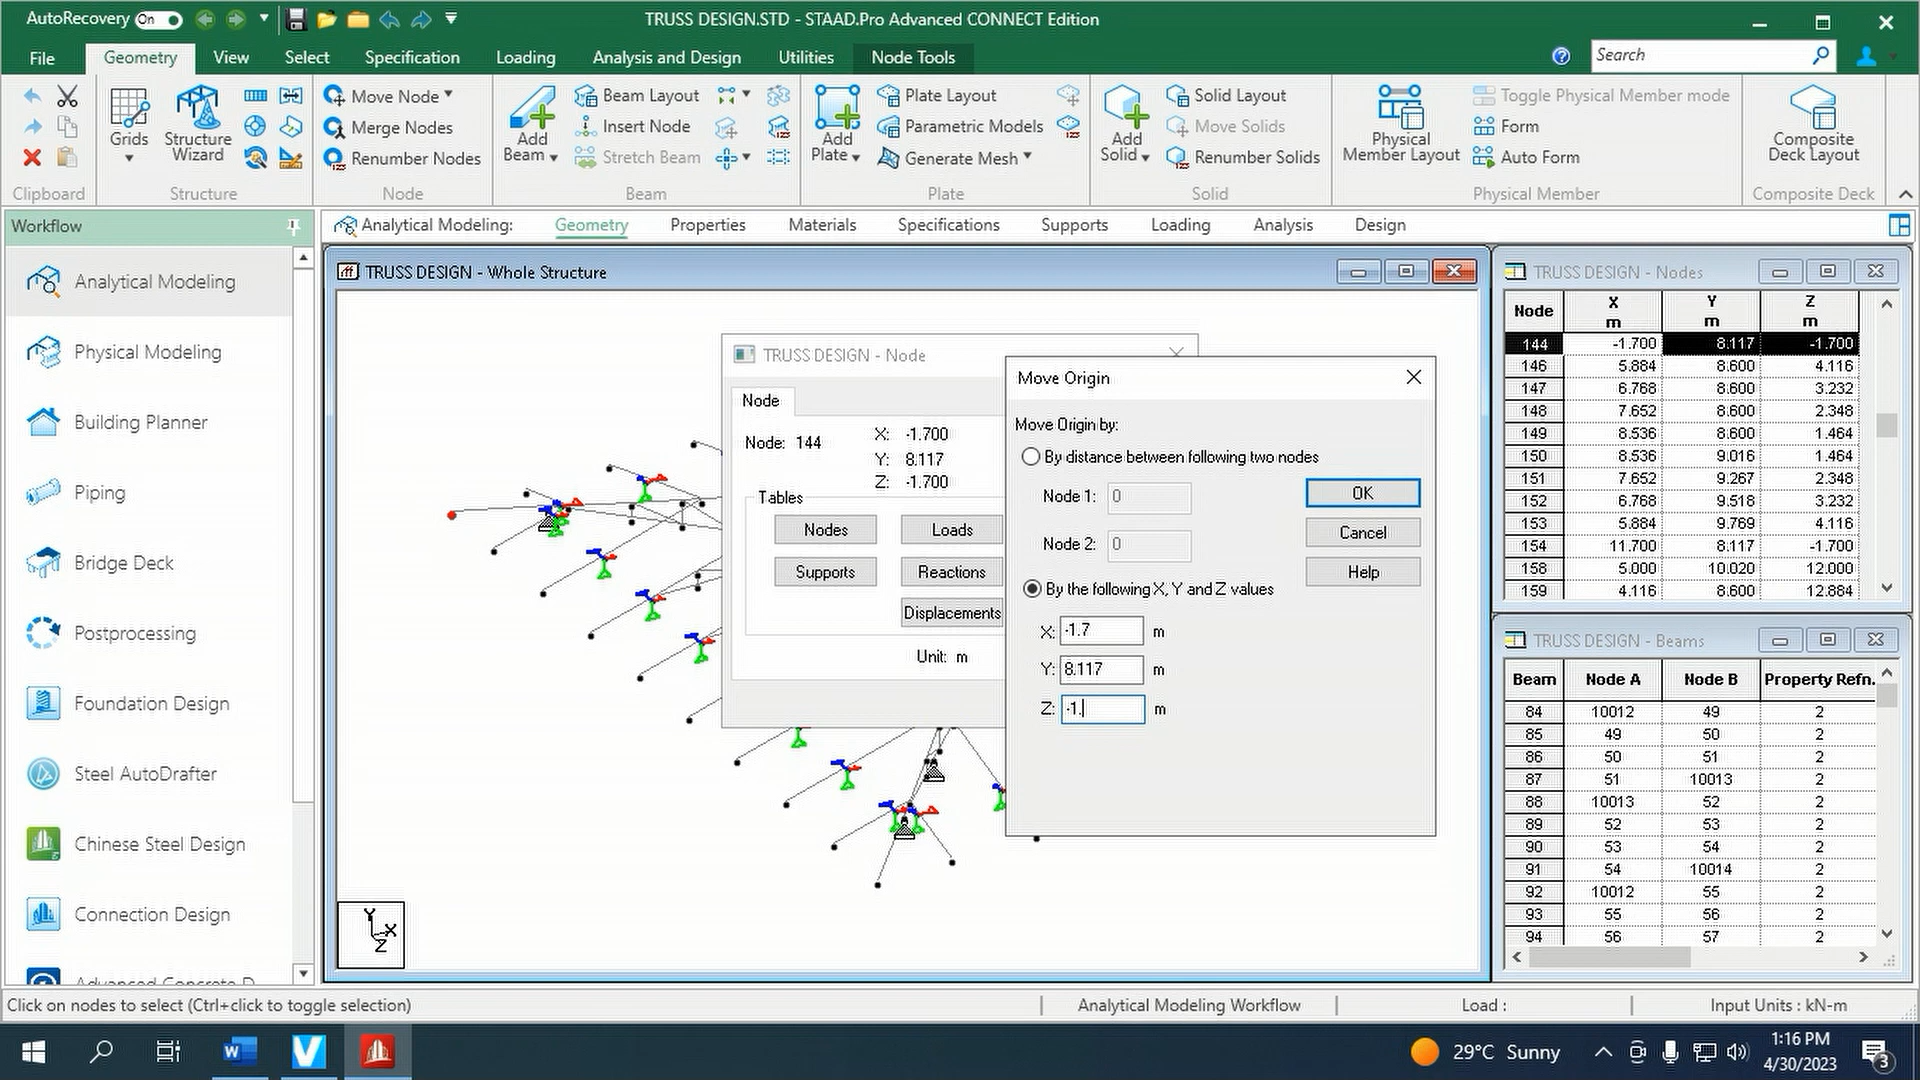 AutoRecovery On
TRUSS DESIGN.STD - STAAD.Pro Advanced CONNECT Edition
File Geometry View Select Specification Loading Analysis and Design Utilities Node Tools
Search
Grids
Structure Wizard
Move Node
Merge Nodes
Renumber Nodes
Add Beam
Beam Layout
Insert Node
Stretch Beam
Add Plate
Plate Layout
Parametric Models
Generate Mesh
Add Solid
Solid Layout
Move Solids
Renumber Solids
Physical Member Layout
Toggle Physical Member mode
Form
Auto Form
Composite Deck Layout
Clipboard Structure Node Beam Plate Solid Physical Member Composite Deck
Workflow
Analytical Modeling: Geometry Properties Materials Specifications Supports Loading Analysis Design
Analytical Modeling
Physical Modeling
Building Planner
Piping
Bridge Deck
Postprocessing
Foundation Design
Steel AutoDrafter
Chinese Steel Design
Connection Design
TRUSS DESIGN - Whole Structure
TRUSS DESIGN - Node
Node
Node: 144
X: -1.700
Y: 8.117
Z: -1.700
Tables
Nodes Loads
Supports Reactions
Displacements
Unit: m
Move Origin
Move Origin by:
By distance between following two nodes
Node 1: 0
Node 2: 0
OK
Cancel
Help
By the following X, Y and Z values
X: -1.7 m
Y: 8.117 m
Z: -1. m
Y
X
Z
TRUSS DESIGN - Nodes
Node X m Y m Z m
144 -1.700 8.117 -1.700
146 5.884 8.600 4.116
147 6.768 8.600 3.232
148 7.652 8.600 2.348
149 8.536 8.600 1.464
150 8.536 9.016 1.464
151 7.652 9.267 2.348
152 6.768 9.518 3.232
153 5.884 9.769 4.116
154 11.700 8.117 -1.700
158 5.000 10.020 12.000
159 4.116 8.600 12.884
TRUSS DESIGN - Beams
Beam Node A Node B Property Refn.
84 10012 49 2
85 49 50 2
86 50 51 2
87 51 10013 2
88 10013 52 2
89 52 53 2
90 53 54 2
91 54 10014 2
92 10012 55 2
93 55 56 2
94 56 57 2
Click on nodes to select (Ctrl+click to toggle selection)
Analytical Modeling Workflow
Load :
Input Units : kN-m
29°C Sunny
1:16 PM
4/30/2023
3